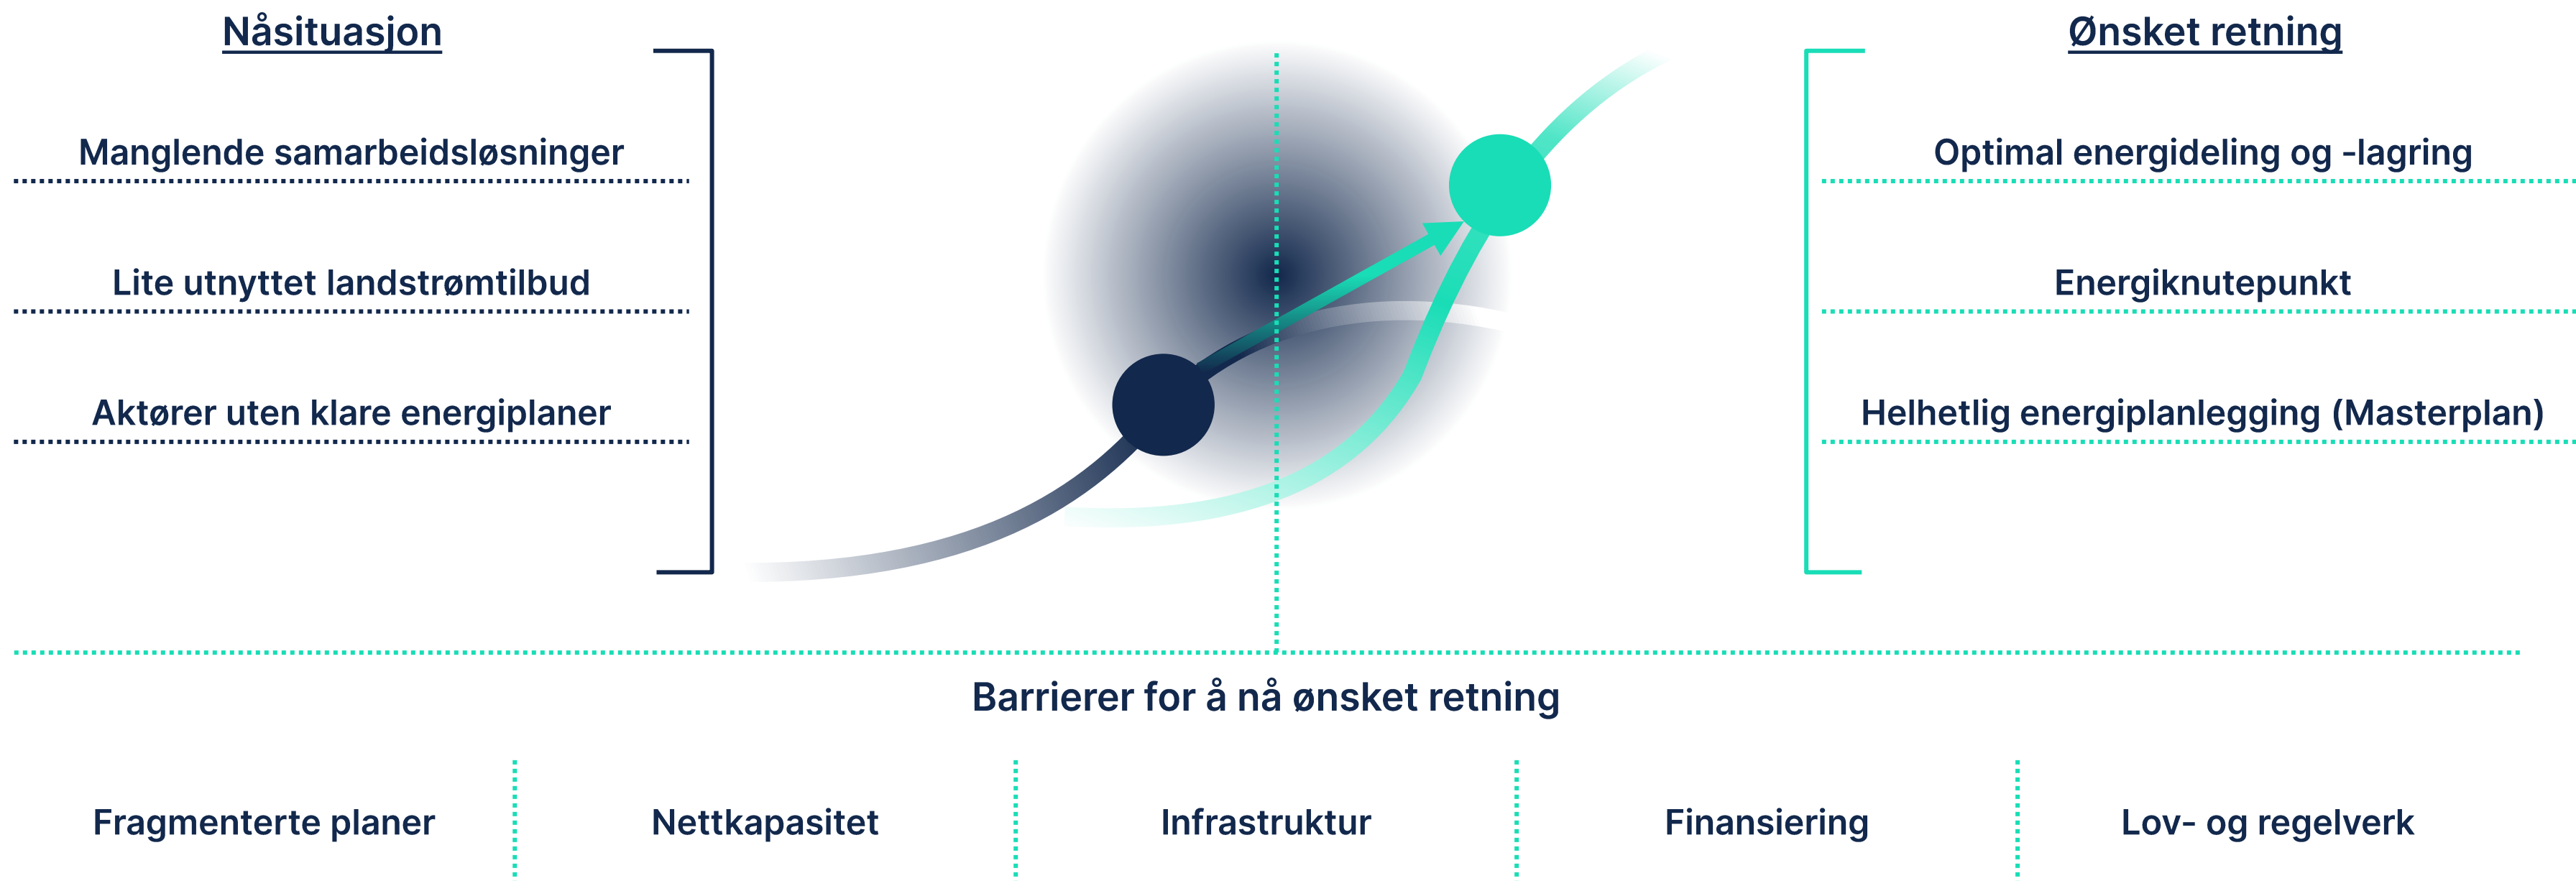 Nåsituasjon
Manglende samarbeidsløsninger
Lite utnyttet landstrømtilbud
Aktører uten klare energiplaner
Ønsket retning
Optimal energideling og -lagring
Energiknutepunkt
Helhetlig energiplanlegging (Masterplan)
Barrierer for å nå ønsket retning
Fragmenterte planer
Nettkapasitet
Infrastruktur
Finansiering
Lov- og regelverk